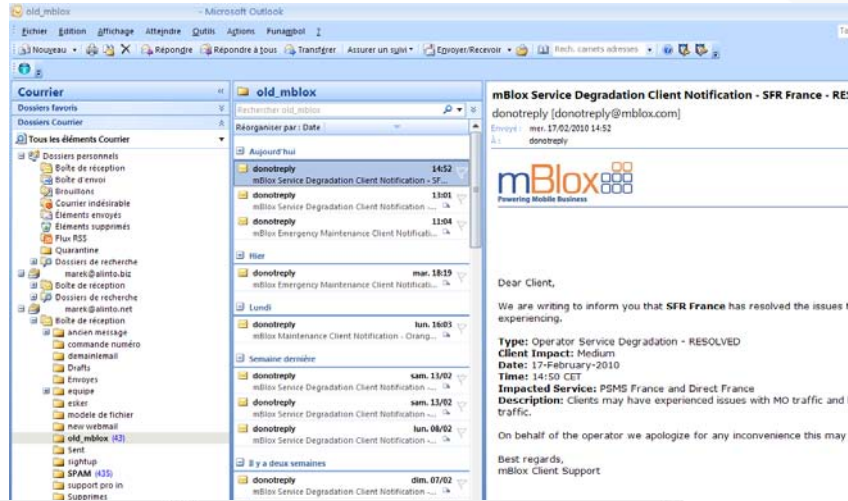 old_mblox - Microsoft Outlook
Fichier Edition Affichage Atteindre Outils Actions Funambol ?
Nouveau Répondre Répondre à tous Transférer Assurer un suivi Envoyer/Recevoir Rech. carnets adresses
Courrier
Dossiers favoris
Dossiers Courrier
Tous les éléments Courrier
Dossiers personnels
Boîte de réception
Boîte d'envoi
Brouillons
Courrier indésirable
Éléments envoyés
Éléments supprimés
Flux RSS
Quarantine
Dossiers de recherche
marek@alinto.biz
Boîte de réception
Dossiers de recherche
marek@alinto.net
Boîte de réception
ancien message
commande numéro
demainlemail
Drafts
Envoyes
equipe
esker
modele de fichier
new webmail
old_mblox (43)
Sent
sightup
SPAM (435)
support pro in
Supprimes
old_mblox
Rechercher old_mblox
Réorganiser par : Date
Aujourd'hui
donotreply 14:52
mBlox Service Degradation Client Notification - SF...
donotreply 13:01
mBlox Service Degradation Client Notification -...
donotreply 11:04
mBlox Emergency Maintenance Client Notificati...
Hier
donotreply mar. 18:19
mBlox Emergency Maintenance Client Notificati...
Lundi
donotreply lun. 16:03
mBlox Maintenance Client Notification - Orang...
Semaine dernière
donotreply sam. 13/02
mBlox Service Degradation Client Notification -...
donotreply sam. 13/02
mBlox Service Degradation Client Notification -...
donotreply lun. 08/02
mBlox Service Degradation Client Notification -...
Il y a deux semaines
donotreply dim. 07/02
mBlox Service Degradation Client Notification -...
mBlox Service Degradation Client Notification - SFR France - RES
donotreply [donotreply@mblox.com]
Envoyé : mer. 17/02/2010 14:52
À : donotreply
mBlox
Powering Mobile Business
Dear Client,
We are writing to inform you that SFR France has resolved the issues
experiencing.
Type: Operator Service Degradation - RESOLVED
Client Impact: Medium
Date: 17-February-2010
Time: 14:50 CET
Impacted Service: PSMS France and Direct France
Description: Clients may have experienced issues with MO traffic and
traffic.
On behalf of the operator we apologize for any inconvenience this may
Best regards,
mBlox Client Support